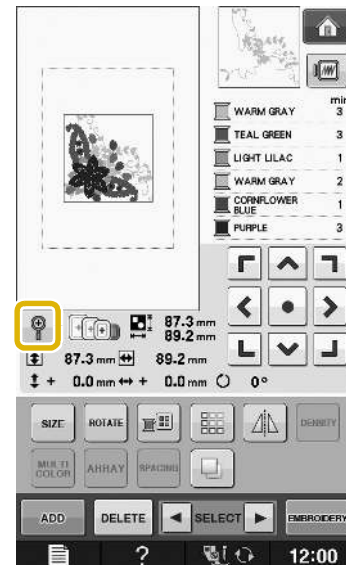 min
WARM GRAY 3
TEAL GREEN 3
LIGHT LILAC 1
WARM GRAY 2
CORNFLOWER
BLUE 1
PURPLE 3
87.3 mm
89.2 mm
87.3 mm 89.2 mm
+ 0.0 mm + 0.0 mm 0°
SIZE ROTATE DENSITY
MULTI
COLOR ARRAY SPACING
ADD DELETE SELECT EMBROIDERY
? 12:00